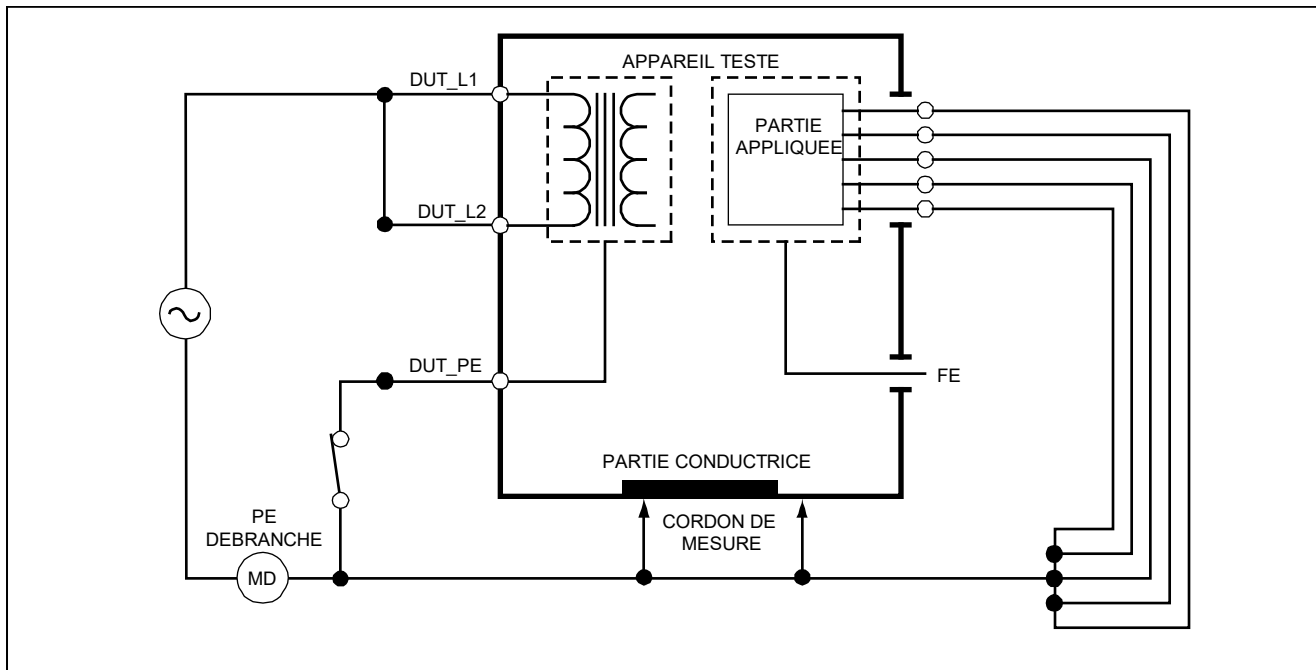 APPAREIL TESTE
DUT_L1
PARTIE
APPLIQUEE
DUT_L2
DUT_PE
FE
PARTIE CONDUCTRICE
CORDON DE
MESURE
PE
DEBRANCHE
MD